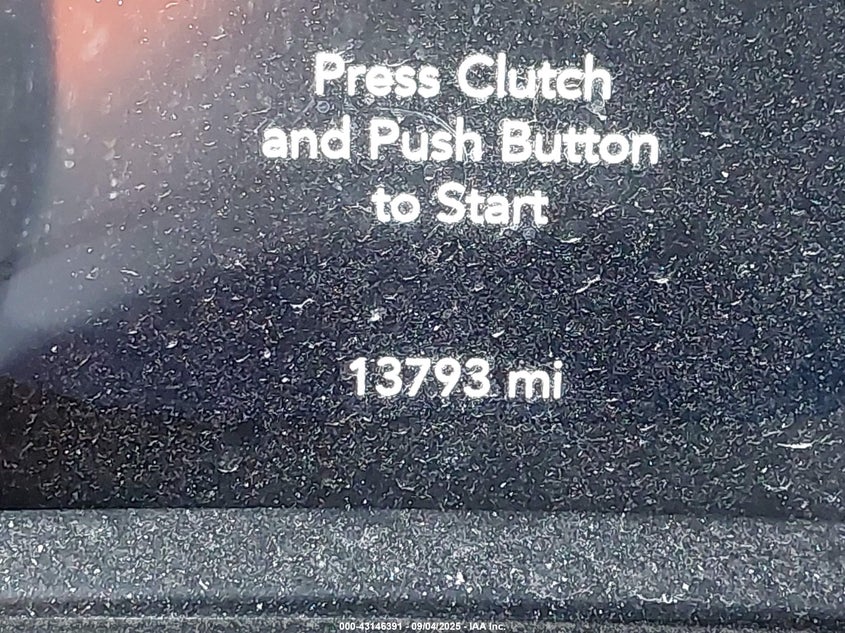 Press Clutch
and Push Button
to Start
13793 mi
000-43146391 - 09/04/2025 - IAA Inc.